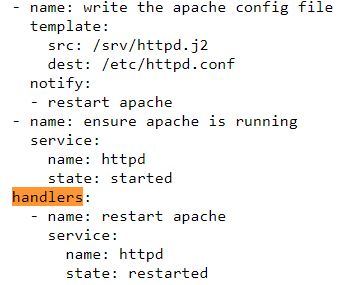 - name: write the apache config file
  template:
    src: /srv/httpd.j2
    dest: /etc/httpd.conf
  notify:
  - restart apache
- name: ensure apache is running
  service:
    name: httpd
    state: started
handlers:
  - name: restart apache
    service:
      name: httpd
      state: restarted